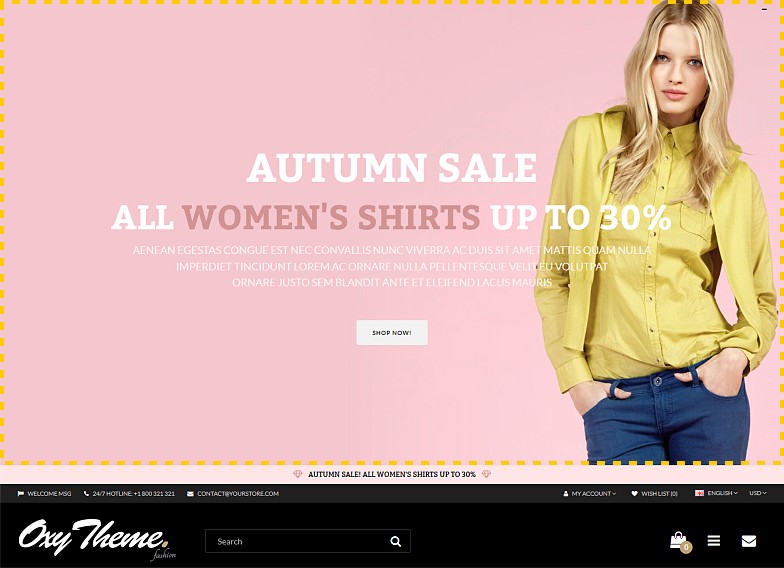 AUTUMN SALE
ALL WOMEN'S SHIRTS UP TO 30%
AENEAN EGESTAS CONGUE EST NEC CONVALLIS NUNC VIVERRA AC DUIS SIT AMET MATTIS QUAM NULLA
IMPERDIET TINCIDUNT LOREM AC ORNARE NULLA PELLENTESQUE VELIT EU VOLUTPAT
ORNARE JUSTO SEM BLANDIT ANTE ET ELEIFEND LACUS MAURIS
SHOP NOW!
AUTUMN SALE! ALL WOMEN'S SHIRTS UP TO 30%
WELCOME MSG 24/7 HOTLINE: +1 800 321 321 CONTACT@YOURSTORE.COM MY ACCOUNT WISH LIST (0) ENGLISH USD
Oxy Theme.
fashion
Search
0